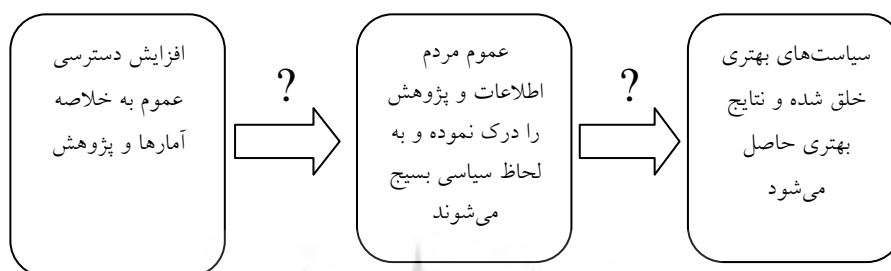 افزایش دسترسی
عموم به خلاصه
آمارها و پژوهش
?
عموم مردم
اطلاعات و پژوهش
را درک نموده و به
لحاظ سیاسی بسیج
می‌شوند
?
سیاست‌های بهتری
خلق شده و نتایج
بهتری حاصل
می‌شود